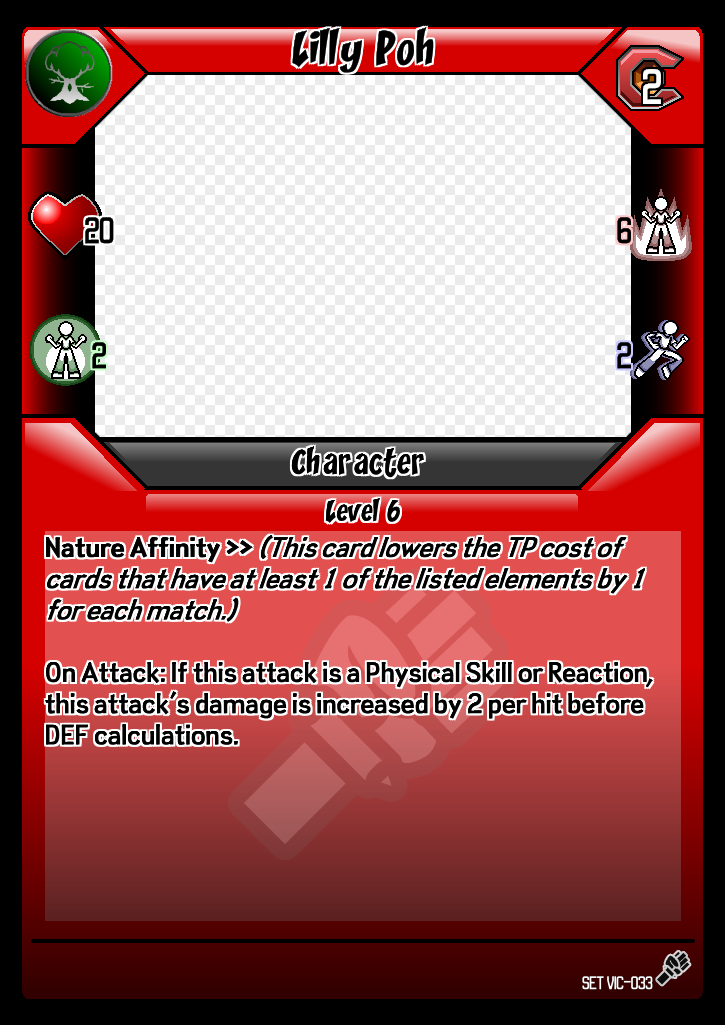 Lilly Poh
2
20
6
2
2
Character
Level 6
Nature Affinity >> (This card lowers the TP cost of
cards that have at least 1 of the listed elements by 1
for each match.)
On Attack: If this attack is a Physical Skill or Reaction,
this attack's damage is increased by 2 per hit before
DEF calculations.
SET VIC-033